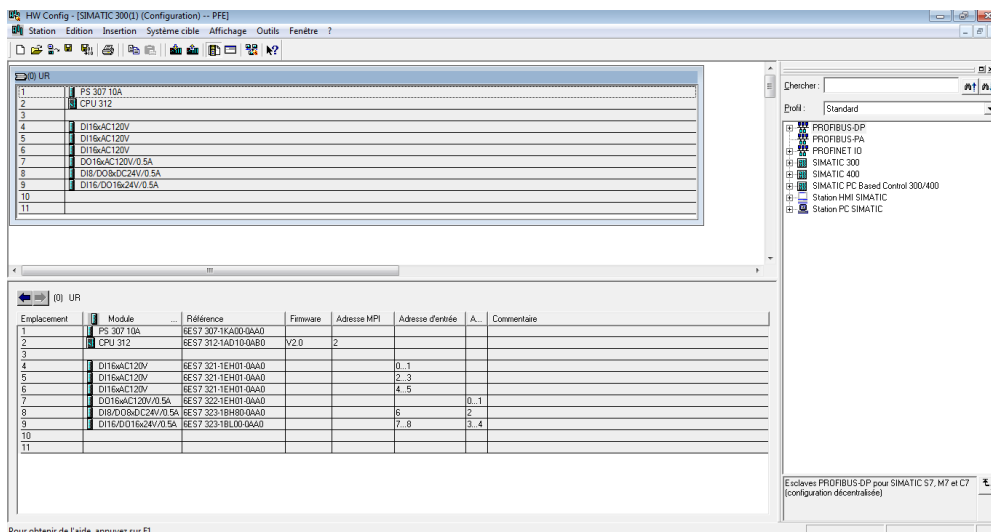 HW Config - [SIMATIC 300(1) (Configuration) -- PFE]
Station Edition Insertion Système cible Affichage Outils Fenêtre ?
(0) UR
1 PS 307 10A
2 CPU 312
3
4 DI16xAC120V
5 DI16xAC120V
6 DI16xAC120V
7 DO16xAC120V/0.5A
8 DI8/DO8xDC24V/0.5A
9 DI16/DO16x24V/0.5A
10
11
Chercher :
Profil : Standard
PROFIBUS-DP
PROFIBUS-PA
PROFINET IO
SIMATIC 300
SIMATIC 400
SIMATIC PC Based Control 300/400
Station HMI SIMATIC
Station PC SIMATIC
(0) UR
Emplacement Module ... Référence Firmware Adresse MPI Adresse d'entrée A... Commentaire
1 PS 307 10A 6ES7 307-1KA00-0AA0
2 CPU 312 6ES7 312-1AD10-0AB0 V2.0 2
3
4 DI16xAC120V 6ES7 321-1EH01-0AA0 0...1
5 DI16xAC120V 6ES7 321-1EH01-0AA0 2...3
6 DI16xAC120V 6ES7 321-1EH01-0AA0 4...5
7 DO16xAC120V/0.5A 6ES7 322-1EH01-0AA0 0...1
8 DI8/DO8xDC24V/0.5A 6ES7 323-1BH80-0AA0 6 2
9 DI16/DO16x24V/0.5A 6ES7 323-1BL00-0AA0 7...8 3...4
10
11
Esclaves PROFIBUS-DP pour SIMATIC S7, M7 et C7
(configuration décentralisée)
Pour obtenir de l'aide, appuyez sur F1